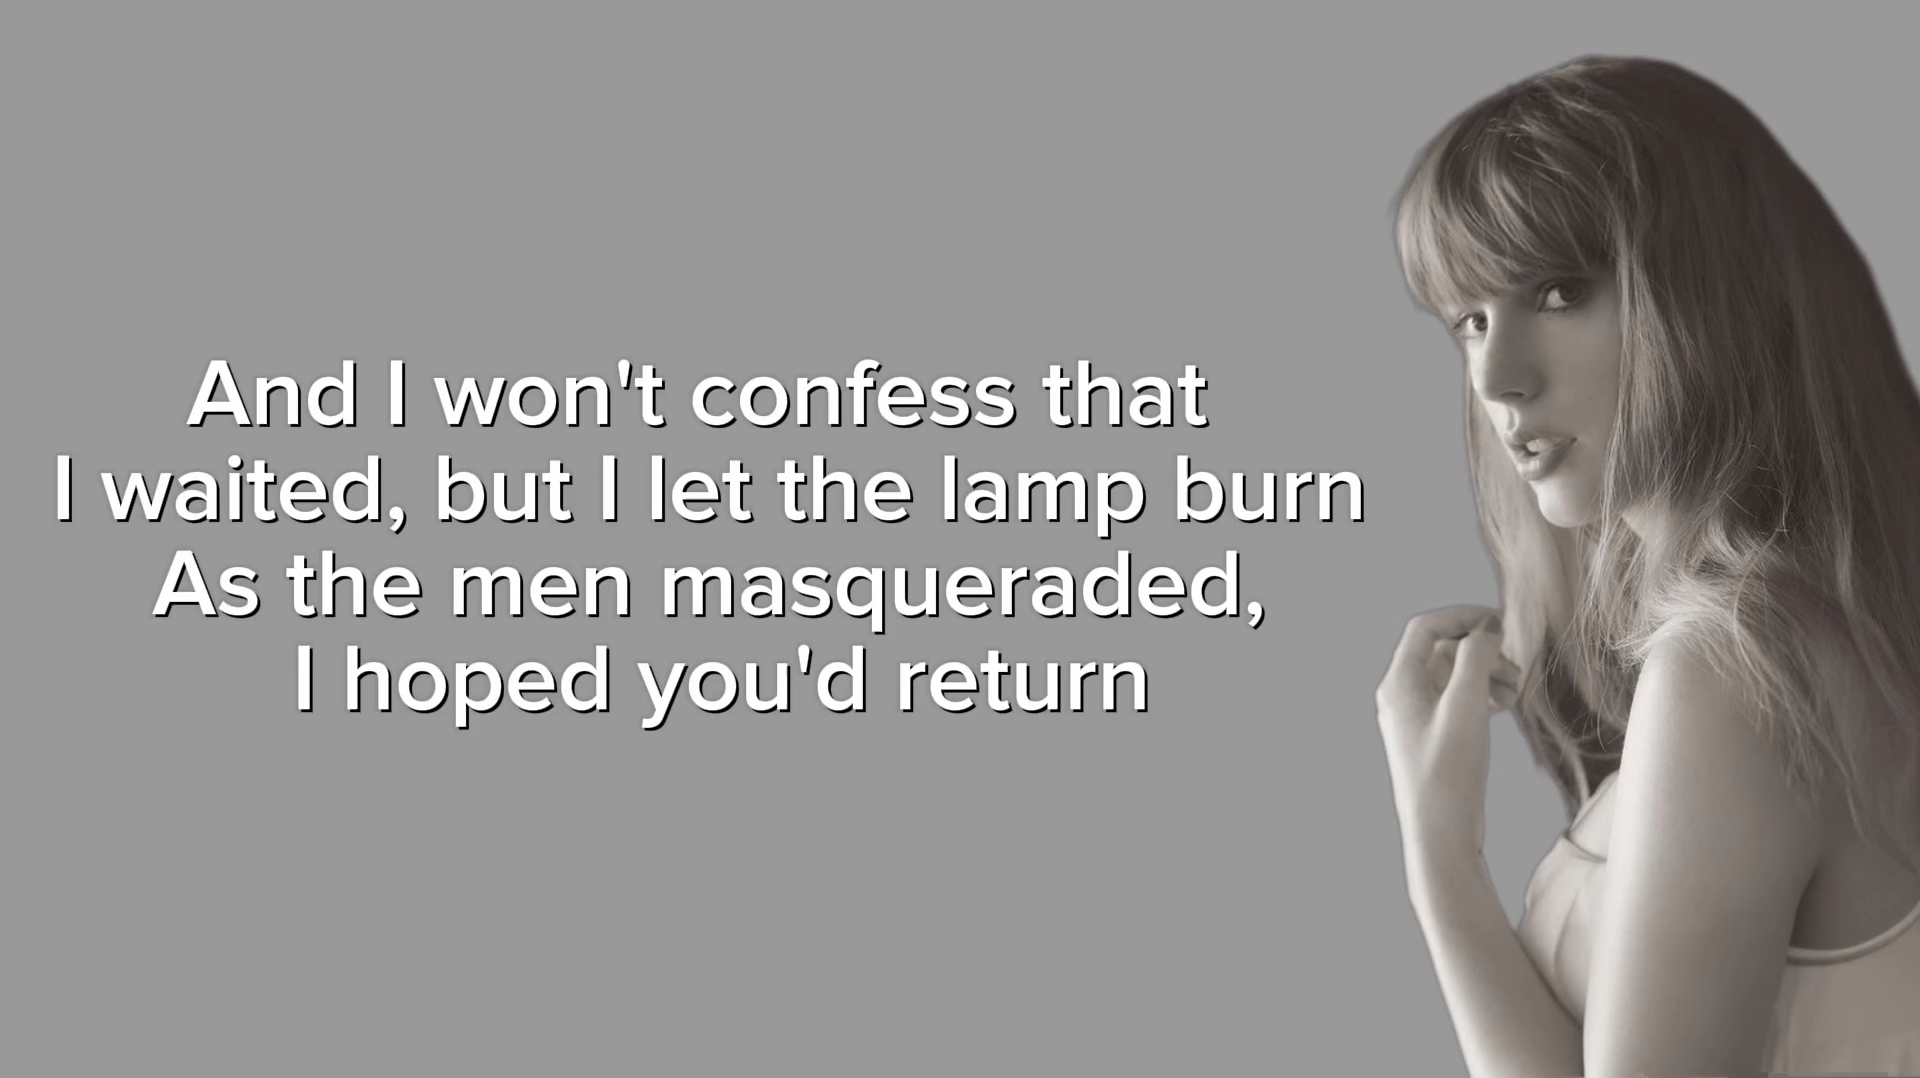 And I won't confess that
I waited, but I let the lamp burn
As the men masqueraded,
I hoped you'd return